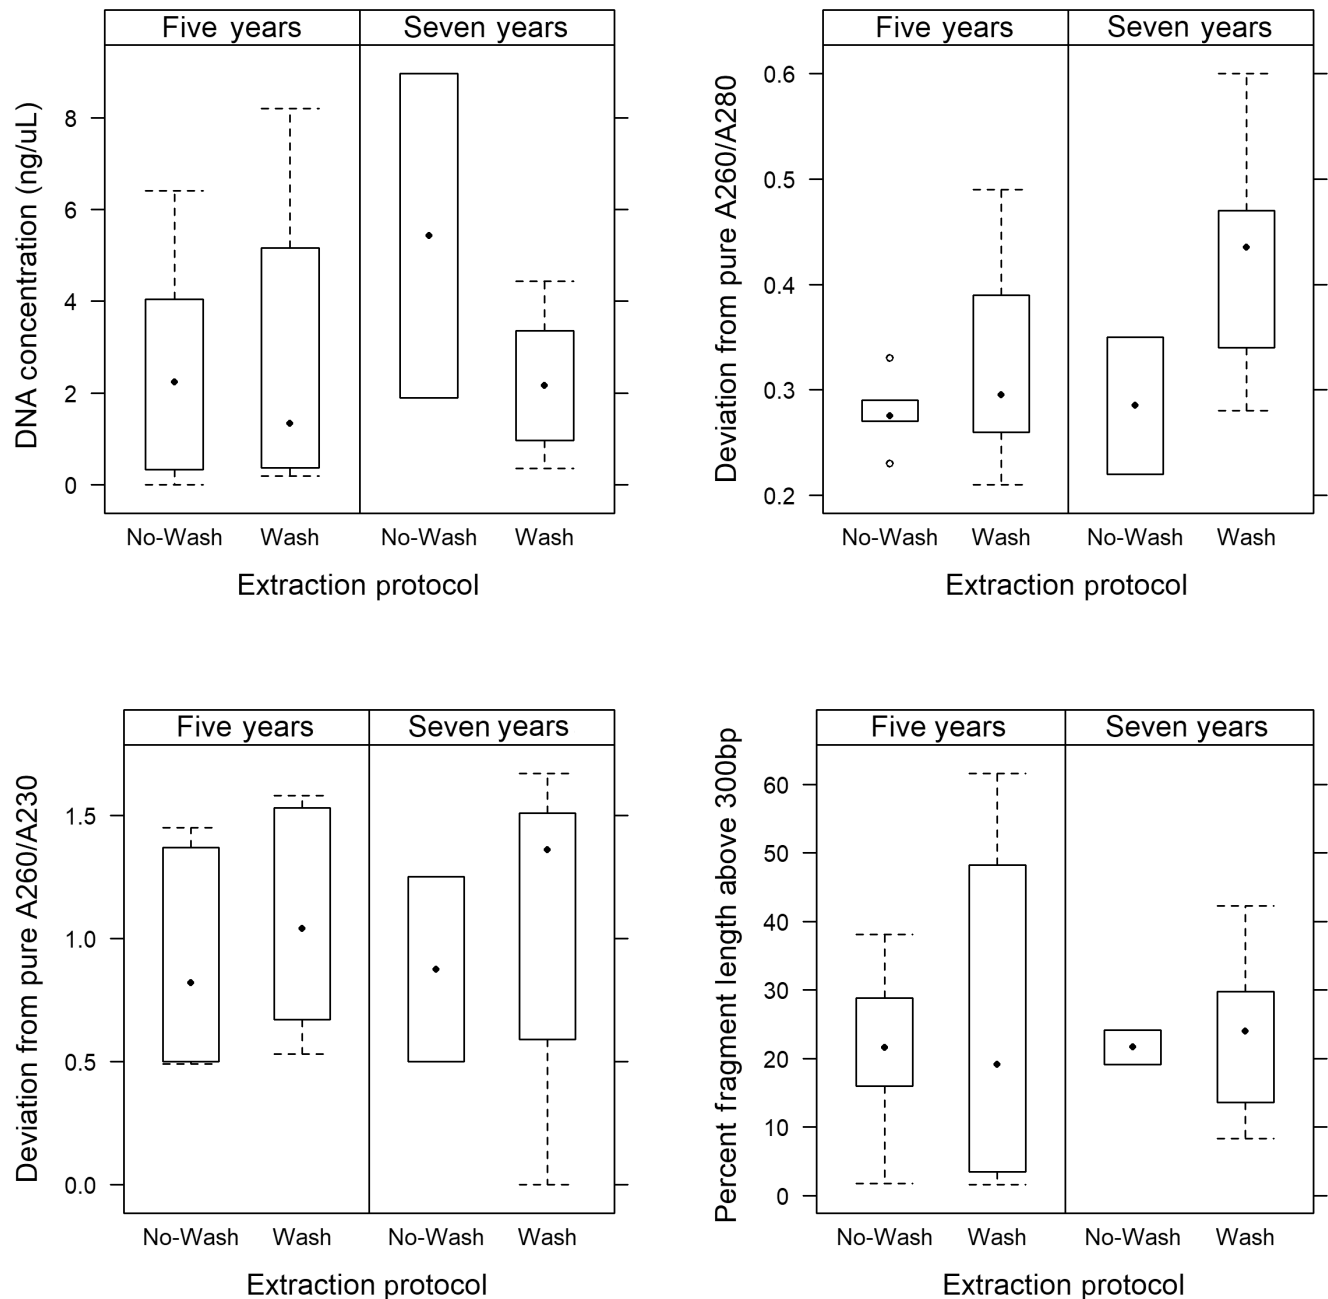 Five years
Seven years
DNA concentration (ng/uL)
8
6
4
2
0
No-Wash
Wash
No-Wash
Wash
Extraction protocol
Five years
Seven years
Deviation from pure A260/A280
0.6
0.5
0.4
0.3
0.2
No-Wash
Wash
No-Wash
Wash
Extraction protocol
Five years
Seven years
Deviation from pure A260/A230
1.5
1.0
0.5
0.0
No-Wash
Wash
No-Wash
Wash
Extraction protocol
Five years
Seven years
Percent fragment length above 300bp
60
50
40
30
20
10
0
No-Wash
Wash
No-Wash
Wash
Extraction protocol